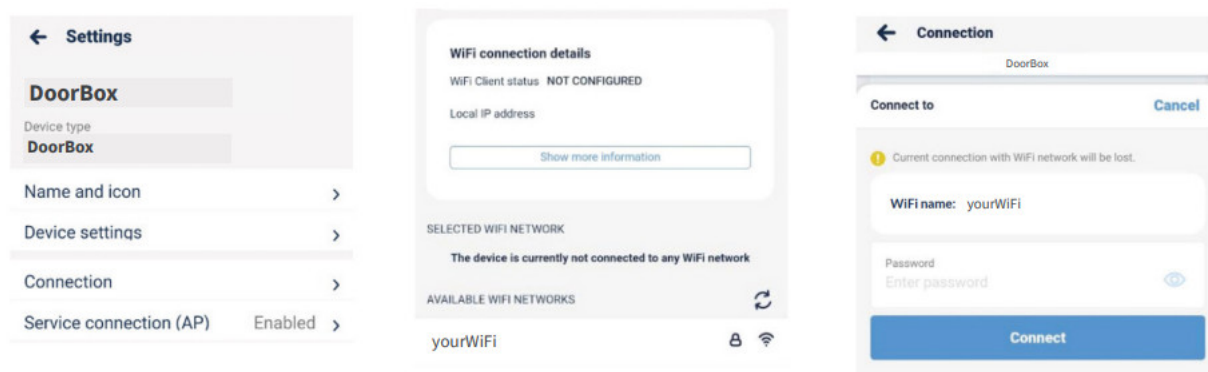 Settings
DoorBox
Device type
DoorBox
Name and icon
Device settings
Connection
Service connection (AP) Enabled
WiFi connection details
WiFi Client status NOT CONFIGURED
Local IP address
Show more information
SELECTED WIFI NETWORK
The device is currently not connected to any WiFi network
AVAILABLE WIFI NETWORKS
yourWiFi
Connection
DoorBox
Connect to Cancel
Current connection with WiFi network will be lost.
WiFi name: yourWiFi
Password
Enter password
Connect